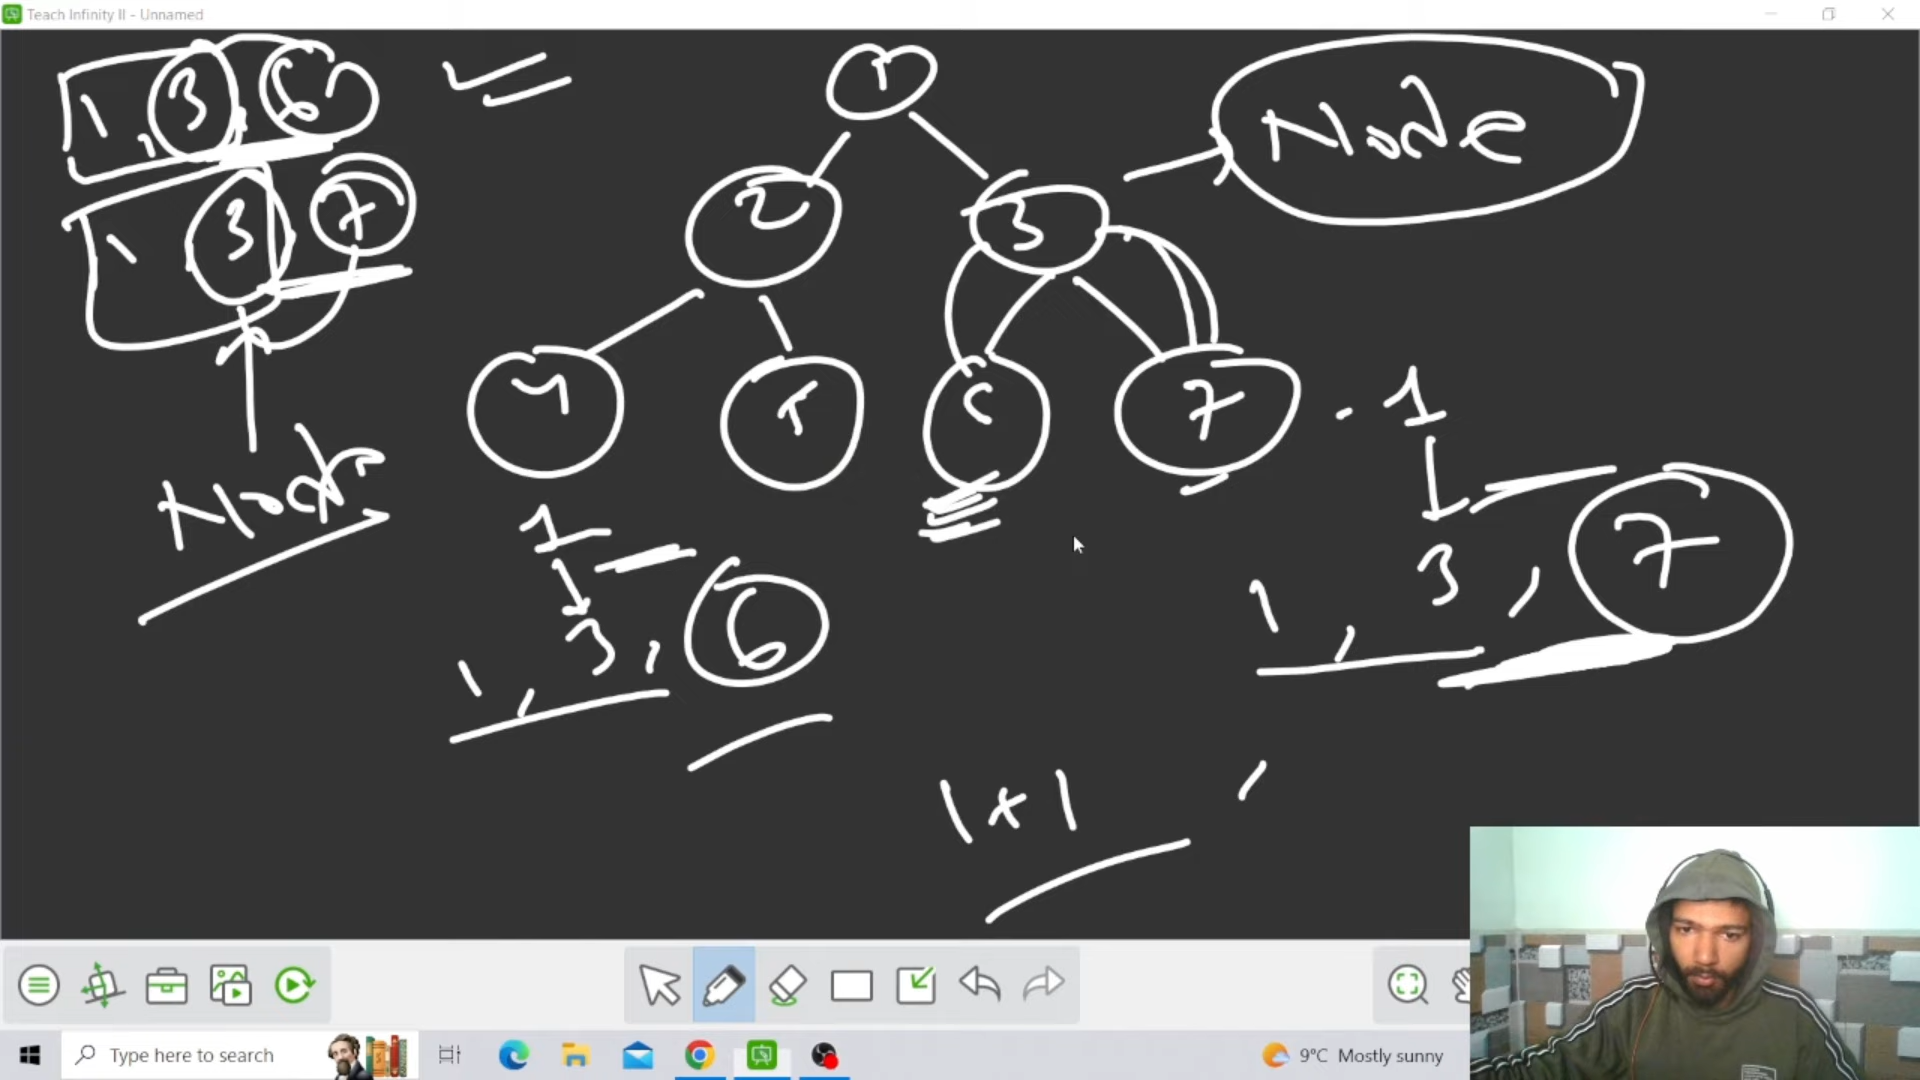 Teach Infinity II - Unnamed
1, 3, 6
1 3 7
Node
1
2
3
Node
4
5
6
7
1
3, 7
1,
1
3, 6
1,
1 + 1
Type here to search
9°C Mostly sunny